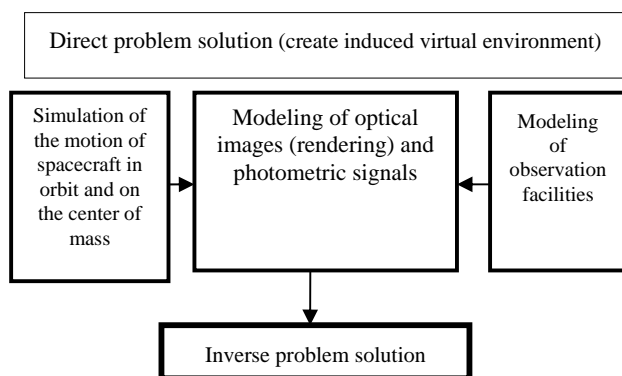 Direct problem solution (create induced virtual environment)
Simulation of
the motion of
spacecraft in
orbit and on
the center of
mass
Modeling of optical
images (rendering) and
photometric signals
Modeling
of
observation
facilities
Inverse problem solution